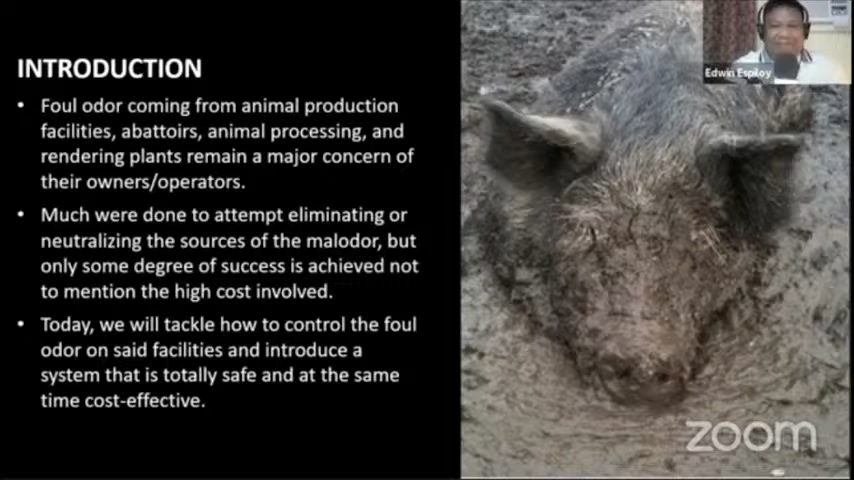 INTRODUCTION
• Foul odor coming from animal production
facilities, abattoirs, animal processing, and
rendering plants remain a major concern of
their owners/operators.
• Much were done to attempt eliminating or
neutralizing the sources of the malodor, but
only some degree of success is achieved not
to mention the high cost involved.
• Today, we will tackle how to control the foul
odor on said facilities and introduce a
system that is totally safe and at the same
time cost-effective.
Edwin Espiloy
zoom